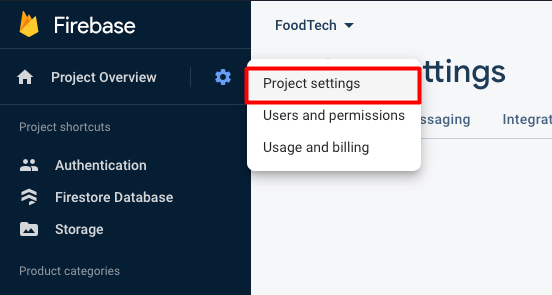 Firebase
FoodTech
Project Overview
Project settings
Users and permissions
Usage and billing
ttings
ssaging
Integrat
Project shortcuts
Authentication
Firestore Database
Storage
Product categories